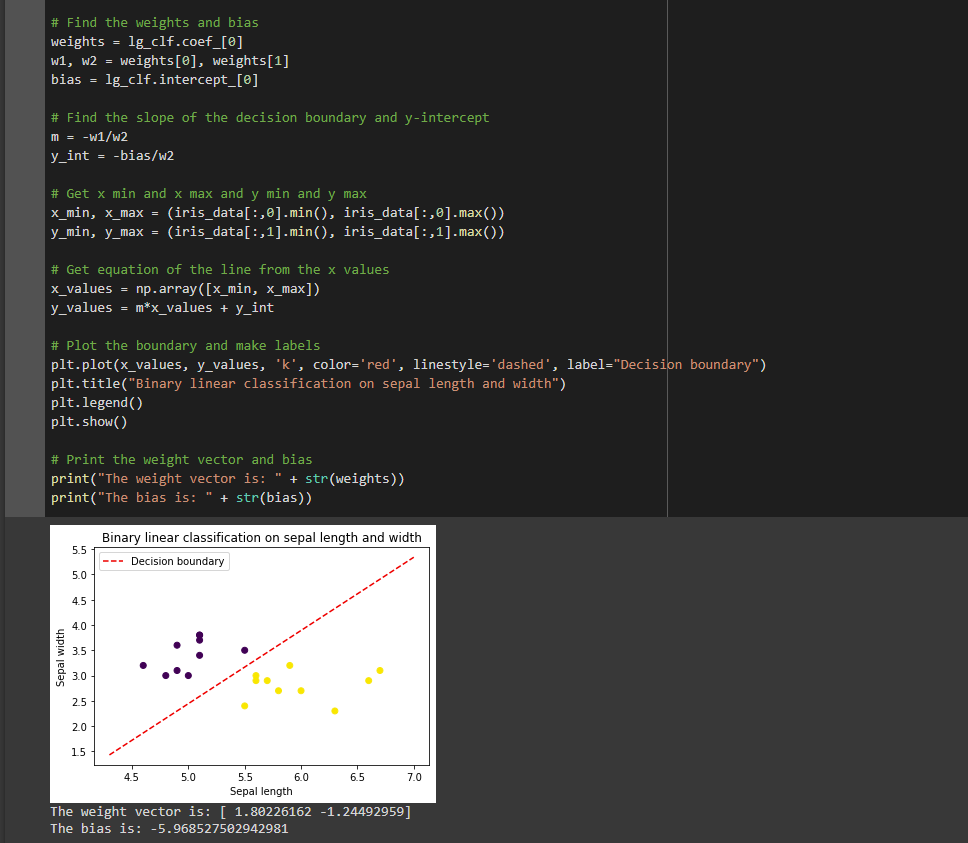 # Find the weights and bias
weights = lg_clf.coef_[0]
w1, w2 = weights[0], weights[1]
bias = lg_clf.intercept_[0]
# Find the slope of the decision boundary and y-intercept
m = -w1/w2
y_int = -bias/w2
# Get x min and x max and y min and y max
x_min, x_max = (iris_data[:,0].min(), iris_data[:,0].max())
y_min, y_max = (iris_data[:,1].min(), iris_data[:,1].max())
# Get equation of the line from the x values
x_values = np.array([x_min, x_max])
y_values = m*x_values + y_int
# Plot the boundary and make labels
plt.plot(x_values, y_values, 'k', color='red', linestyle='dashed', label="Decision boundary")
plt.title("Binary linear classification on sepal length and width")
plt.legend()
plt.show()
# Print the weight vector and bias
print("The weight vector is: " + str(weights))
print("The bias is: " + str(bias))
Binary linear classification on sepal length and width
Decision boundary
5.5
5.0
4.5
4.0
3.5
3.0
2.5
2.0
1.5
Sepal width
4.5 5.0 5.5 6.0 6.5 7.0
Sepal length
The weight vector is: [ 1.80226162 -1.24492959]
The bias is: -5.968527502942981